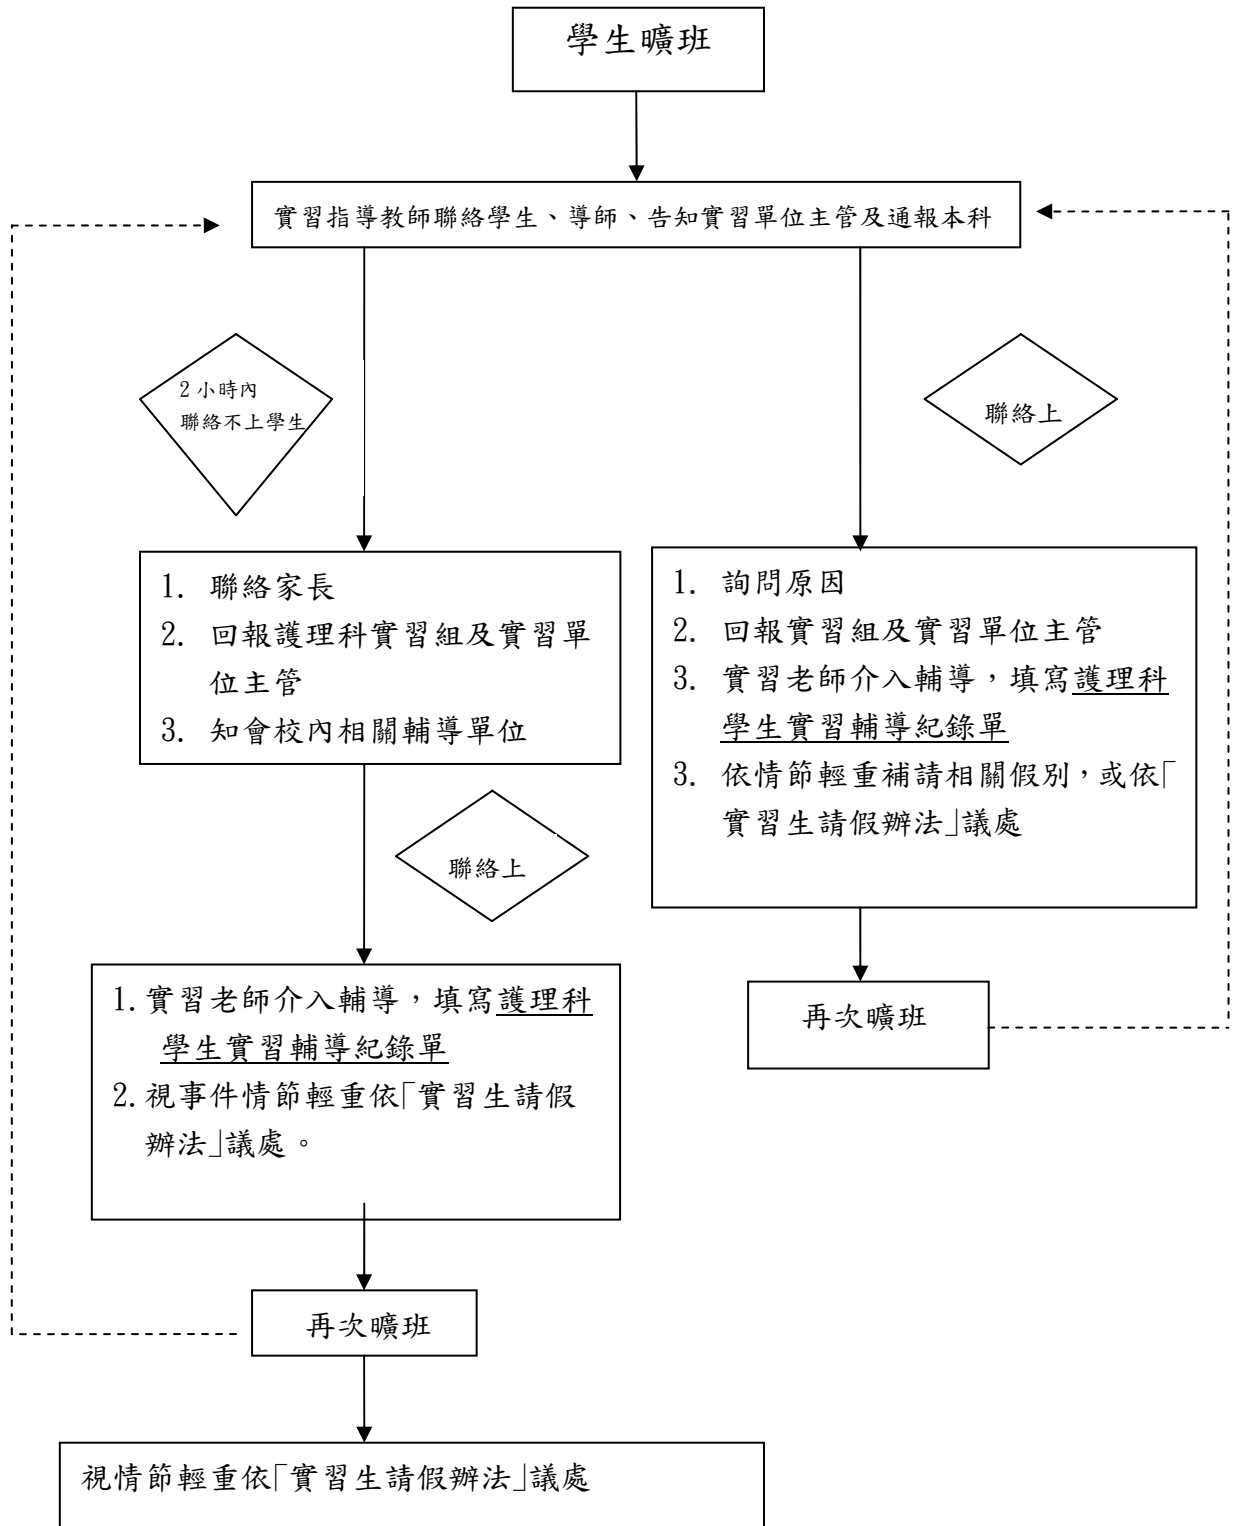 學生曠班
實習指導教師聯絡學生、導師、告知實習單位主管及通報本科
2 小時內
聯絡不上學生
聯絡上
1. 聯絡家長
2. 回報護理科實習組及實習單
位主管
3. 知會校內相關輔導單位
1. 詢問原因
2. 回報實習組及實習單位主管
3. 實習老師介入輔導，填寫護理科
學生實習輔導紀錄單
3. 依情節輕重補請相關假別，或依「
實習生請假辦法」議處
聯絡上
1. 實習老師介入輔導，填寫護理科
學生實習輔導紀錄單
2. 視事件情節輕重依「實習生請假
辦法」議處。
再次曠班
再次曠班
視情節輕重依「實習生請假辦法」議處